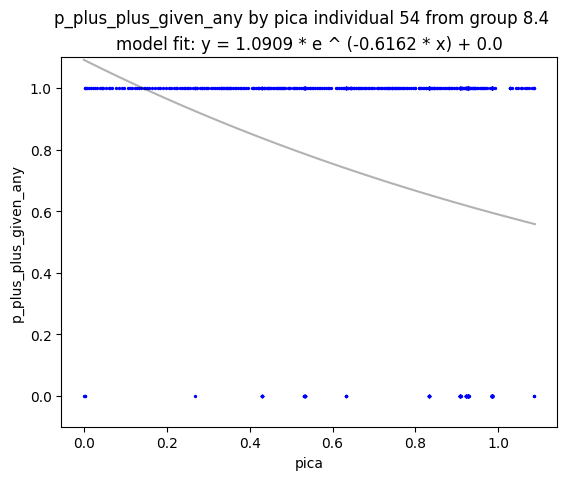 p_plus_plus_given_any by pica individual 54 from group 8.4
model fit: y = 1.0909 * e ^ (-0.6162 * x) + 0.0
1.0
0.8
0.6
0.4
0.2
0.0
p_plus_plus_given_any
0.0 0.2 0.4 0.6 0.8 1.0
pica